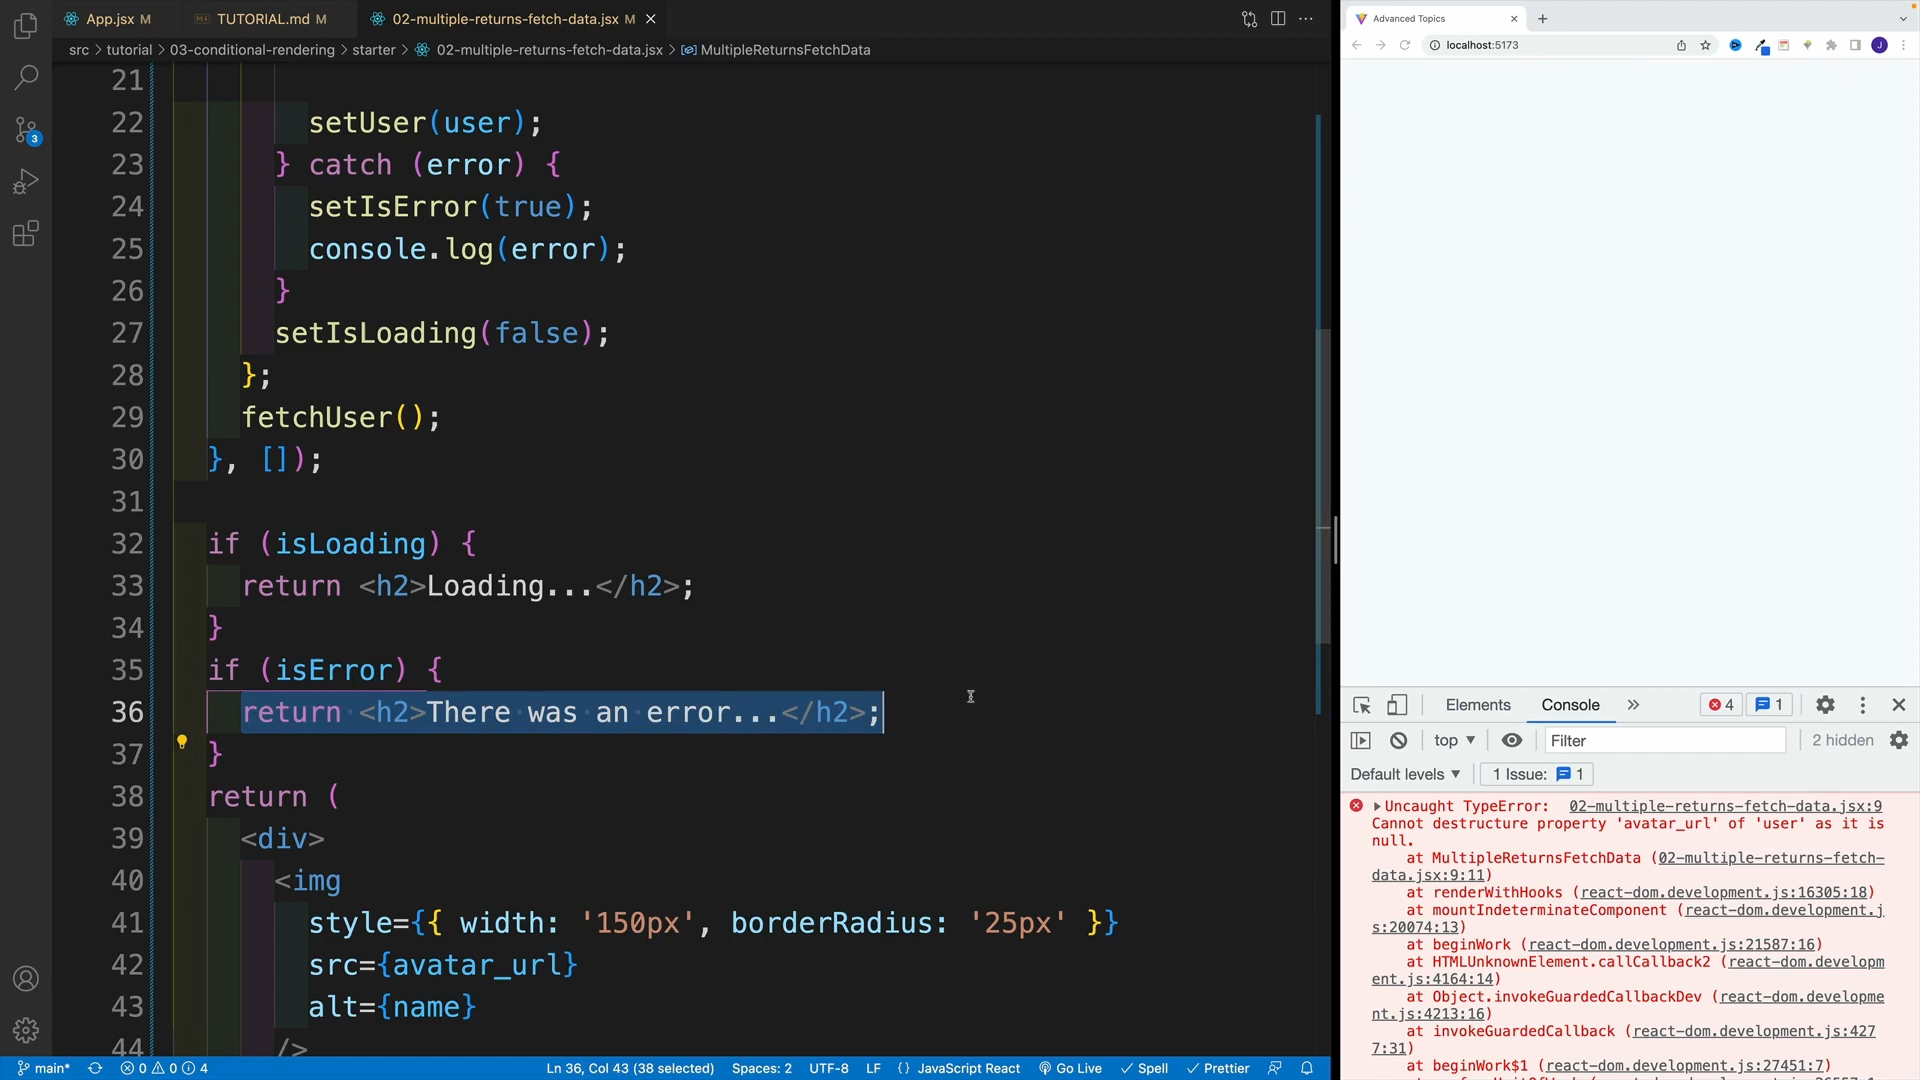 App.jsx M
TUTORIAL.md M
02-multiple-returns-fetch-data.jsx M
src > tutorial > 03-conditional-rendering > starter > 02-multiple-returns-fetch-data.jsx > MultipleReturnsFetchData
21
22 setUser(user);
23 } catch (error) {
24 setIsError(true);
25 console.log(error);
26 }
27 setIsLoading(false);
28 };
29 fetchUser();
30 }, []);
31
32 if (isLoading) {
33 return <h2>Loading...</h2>;
34 }
35 if (isError) {
36 return <h2>There was an error...</h2>;
37 }
38 return (
39 <div>
40 <img
41 style={{ width: '150px', borderRadius: '25px' }}
42 src={avatar_url}
43 alt={name}
44 />
3
main* 0 0 4 Ln 36, Col 43 (38 selected) Spaces: 2 UTF-8 LF {} JavaScript React Go Live Spell Prettier
Advanced Topics
localhost:5173
J
Elements Console 4 1
top Filter 2 hidden
Default levels 1 Issue: 1
Uncaught TypeError: 02-multiple-returns-fetch-data.jsx:9
Cannot destructure property 'avatar_url' of 'user' as it is
null.
at MultipleReturnsFetchData (02-multiple-returns-fetch-
data.jsx:9:11)
at renderWithHooks (react-dom.development.js:16305:18)
at mountIndeterminateComponent (react-dom.development.j
s:20074:13)
at beginWork (react-dom.development.js:21587:16)
at HTMLUnknownElement.callCallback2 (react-dom.developm
ent.js:4164:14)
at Object.invokeGuardedCallbackDev (react-dom.developme
nt.js:4213:16)
at invokeGuardedCallback (react-dom.development.js:427
7:31)
at beginWork$1 (react-dom.development.js:27451:7)